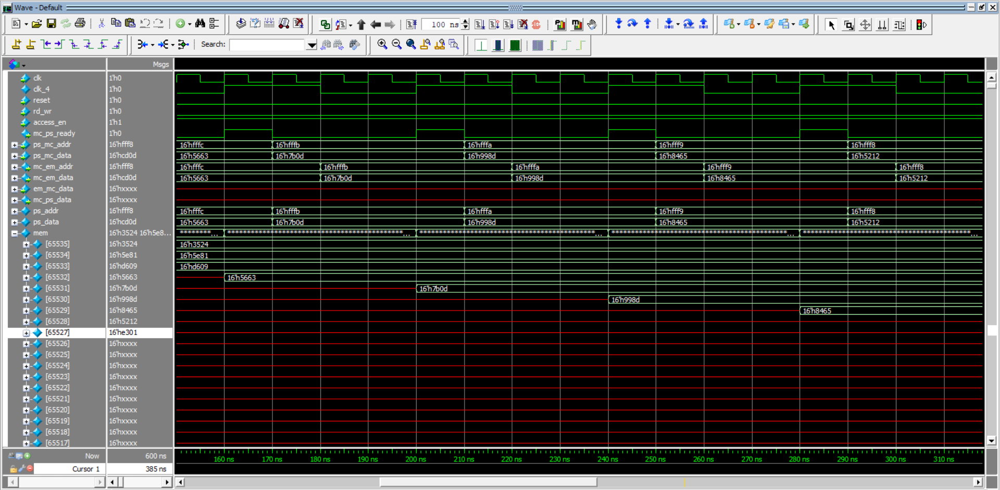 Wave - Default
100 ns
Search:
Msgs
clk 1'h0
clk_4 1'h0
reset 1'h0
rd_wr 1'h0
access_en 1'h1
mc_ps_ready 1'h0
ps_mc_addr 16'hfff8 16'hfffc 16'hfffb 16'hfffa 16'hfff9 16'hfff8
ps_mc_data 16'hcd0d 16'h5663 16'h7b0d 16'h998d 16'h8465 16'h5212
mc_em_addr 16'hfff8 16'hfffc 16'hfffb 16'hfffa 16'hfff9 16'hfff8
mc_em_data 16'hcd0d 16'h5663 16'h7b0d 16'h998d 16'h8465 16'h5212
em_mc_data 16'hxxxx
mc_ps_data 16'hxxxx
ps_addr 16'hfff8 16'hfffc 16'hfffb 16'hfffa 16'hfff9 16'hfff8
ps_data 16'hcd0d 16'h5663 16'h7b0d 16'h998d 16'h8465 16'h5212
mem 16'h3524 16'h5e8...
[65535] 16'h3524 16'h3524
[65534] 16'h5e81 16'h5e81
[65533] 16'hd609 16'hd609
[65532] 16'h5663 16'h5663
[65531] 16'h7b0d 16'h7b0d
[65530] 16'h998d 16'h998d
[65529] 16'h8465 16'h8465
[65528] 16'h5212
[65527] 16'he301
[65526] 16'hxxxx
[65525] 16'hxxxx
[65524] 16'hxxxx
[65523] 16'hxxxx
[65522] 16'hxxxx
[65521] 16'hxxxx
[65520] 16'hxxxx
[65519] 16'hxxxx
[65518] 16'hxxxx
[65517] 16'hxxxx
Now 600 ns 160 ns 170 ns 180 ns 190 ns 200 ns 210 ns 220 ns 230 ns 240 ns 250 ns 260 ns 270 ns 280 ns 290 ns 300 ns 310 ns
Cursor 1 385 ns